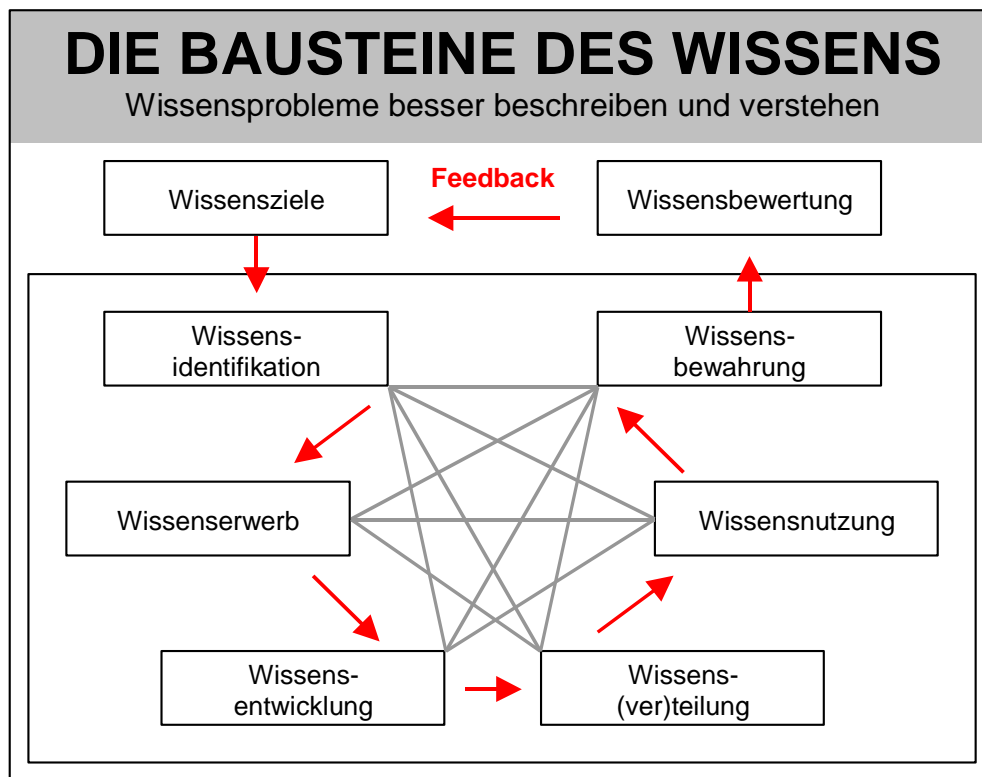 DIE BAUSTEINE DES WISSENS
Wissensprobleme besser beschreiben und verstehen
Wissensziele
Feedback
Wissensbewertung
Wissens-
identifikation
Wissens-
bewahrung
Wissenserwerb
Wissensnutzung
Wissens-
entwicklung
Wissens-
(ver)teilung